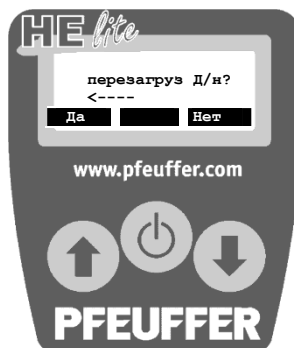 HE lite
перезагруз Д/н?
<----
Да Нет
www.pfeuffer.com
PFEUFFER